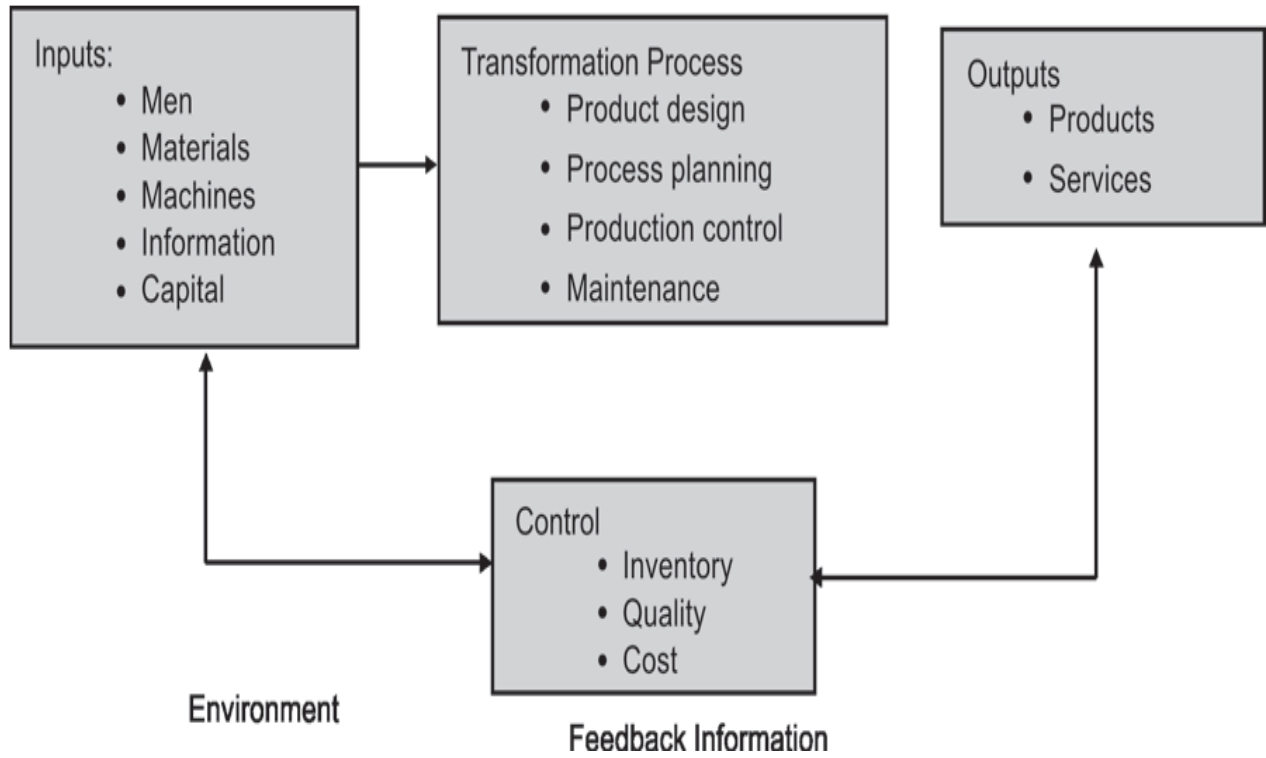 Inputs:
• Men
• Materials
• Machines
• Information
• Capital
Transformation Process
• Product design
• Process planning
• Production control
• Maintenance
Outputs
• Products
• Services
Control
• Inventory
• Quality
• Cost
Environment
Feedback Information